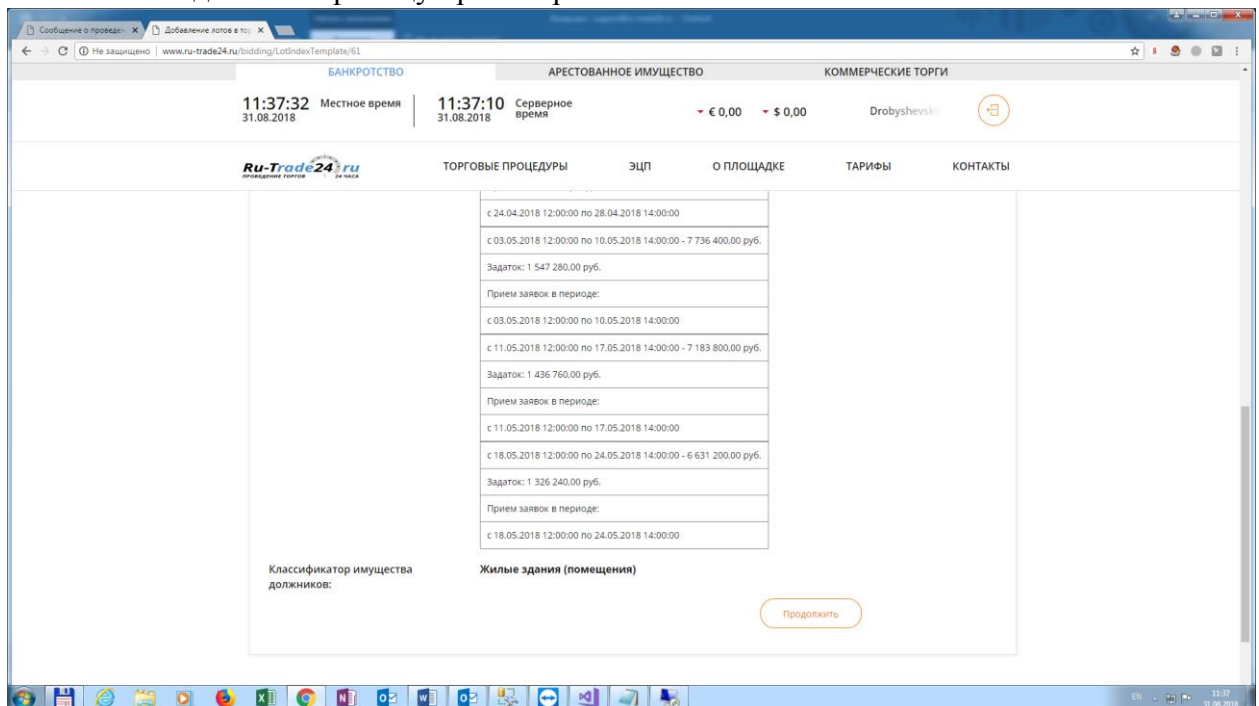 Сообщение о проведен
Добавление лотов в тор
Не защищено | www.ru-trade24.ru/bidding/LotIndexTemplate/61
БАНКРОТСТВО АРЕСТОВАННОЕ ИМУЩЕСТВО КОММЕРЧЕСКИЕ ТОРГИ
11:37:32 Местное время 11:37:10 Серверное время € 0,00 $ 0,00 Drobyshevski
31.08.2018 31.08.2018
Ru-Trade24.ru ТОРГОВЫЕ ПРОЦЕДУРЫ ЭЦП О ПЛОЩАДКЕ ТАРИФЫ КОНТАКТЫ
ПРОВЕДЕНИЕ ТОРГОВ 24 ЧАСА
с 24.04.2018 12:00:00 по 28.04.2018 14:00:00
с 03.05.2018 12:00:00 по 10.05.2018 14:00:00 - 7 736 400,00 руб.
Задаток: 1 547 280,00 руб.
Прием заявок в периоде:
с 03.05.2018 12:00:00 по 10.05.2018 14:00:00
с 11.05.2018 12:00:00 по 17.05.2018 14:00:00 - 7 183 800,00 руб.
Задаток: 1 436 760,00 руб.
Прием заявок в периоде:
с 11.05.2018 12:00:00 по 17.05.2018 14:00:00
с 18.05.2018 12:00:00 по 24.05.2018 14:00:00 - 6 631 200,00 руб.
Задаток: 1 326 240,00 руб.
Прием заявок в периоде:
с 18.05.2018 12:00:00 по 24.05.2018 14:00:00
Классификатор имущества должников: Жилые здания (помещения)
Продолжить
EN 11:37
31.08.2018